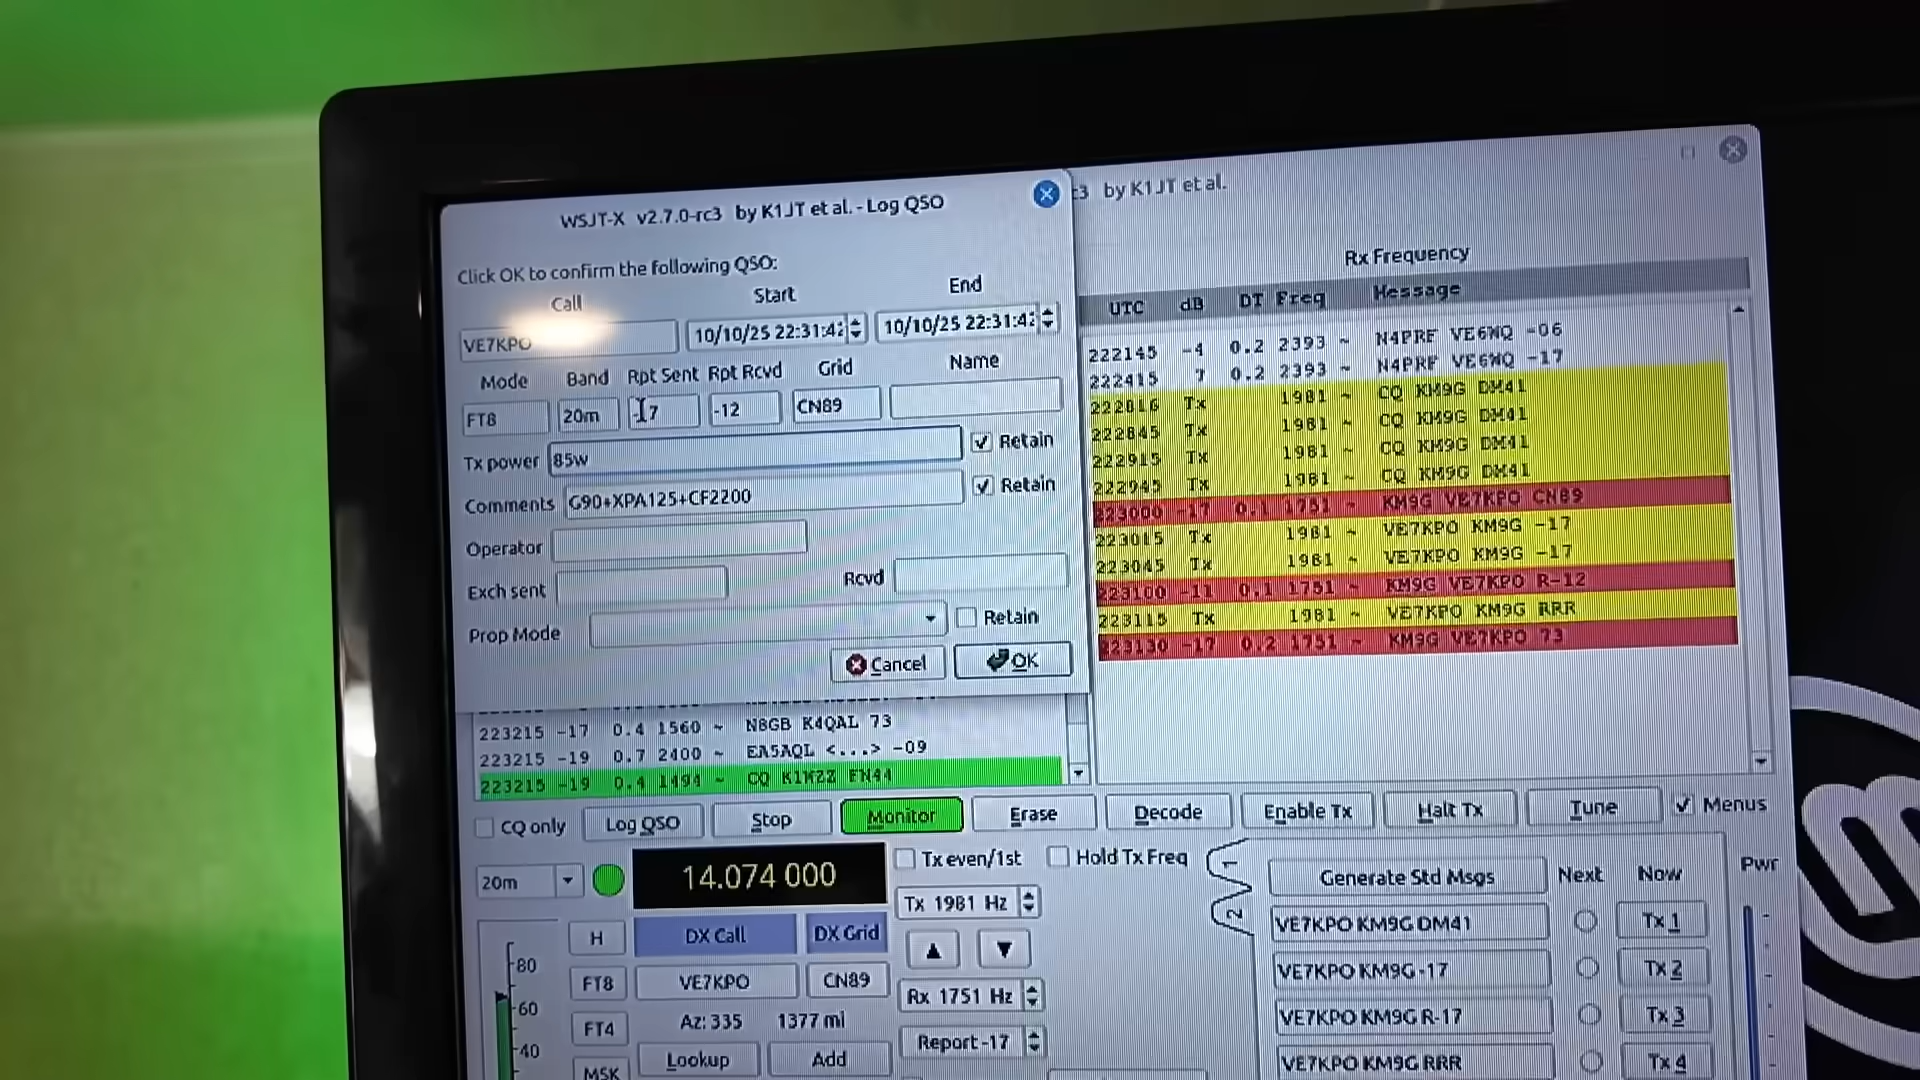 WSJT-X v2.7.0-rc3 by K1JT et al. - Log QSO
by K1JT et al.
Click OK to confirm the following QSO:
Call Start End
VE7KPO 10/10/25 22:31:42 10/10/25 22:31:42
Mode Band Rpt Sent Rpt Rcvd Grid Name
FT8 20m -17 -12 CN89
Tx power 85w Retain
Comments G90+XPA125+CF2200 Retain
Operator
Exch sent Rcvd
Prop Mode Retain
Cancel OK
Rx Frequency
UTC dB DT Freq Message
222145 -4 0.2 2393 ~ N4PRF VE6WQ -06
222415 7 0.2 2393 ~ N4PRF VE6WQ -17
222816 Tx 1981 ~ CQ KM9G DM41
222845 Tx 1981 ~ CQ KM9G DM41
222915 Tx 1981 ~ CQ KM9G DM41
222945 Tx 1981 ~ CQ KM9G DM41
223000 -17 0.1 1751 ~ KM9G VE7KPO CN89
223015 Tx 1981 ~ VE7KPO KM9G -17
223045 Tx 1981 ~ VE7KPO KM9G -17
223100 -11 0.1 1751 ~ KM9G VE7KPO R-12
223115 Tx 1981 ~ VE7KPO KM9G RRR
223130 -17 0.2 1751 ~ KM9G VE7KPO 73
223215 -17 0.4 1560 ~ N8GB K4QAL 73
223215 -19 0.7 2400 ~ EA5AQL <...> -09
223215 -19 0.4 1494 ~ CQ FN44
CQ only Log QSO Stop Monitor Erase Decode Enable Tx Halt Tx Tune Menus
20m 14.074 000 Tx even/1st Hold Tx Freq
Tx 1981 Hz
H DX Call DX Grid
FT8 VE7KPO CN89
Rx 1751 Hz
FT4 Az: 335 1377 mi
Report -17
MSK Lookup Add
80
60
40
1
2
Generate Std Msgs Next Now Pwr
VE7KPO KM9G DM41 Tx 1
VE7KPO KM9G -17 Tx 2
VE7KPO KM9G R-17 Tx 3
VE7KPO KM9G RRR Tx 4